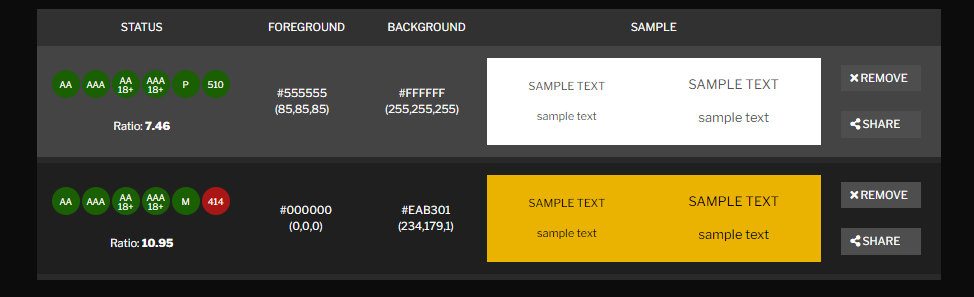 STATUS FOREGROUND BACKGROUND SAMPLE
AA AAA AA 18+ AAA 18+ P 510
Ratio: 7.46
#555555
(85,85,85)
#FFFFFF
(255,255,255)
SAMPLE TEXT SAMPLE TEXT
sample text sample text
REMOVE
SHARE
AA AAA AA 18+ AAA 18+ M 414
Ratio: 10.95
#000000
(0,0,0)
#EAB301
(234,179,1)
SAMPLE TEXT SAMPLE TEXT
sample text sample text
REMOVE
SHARE